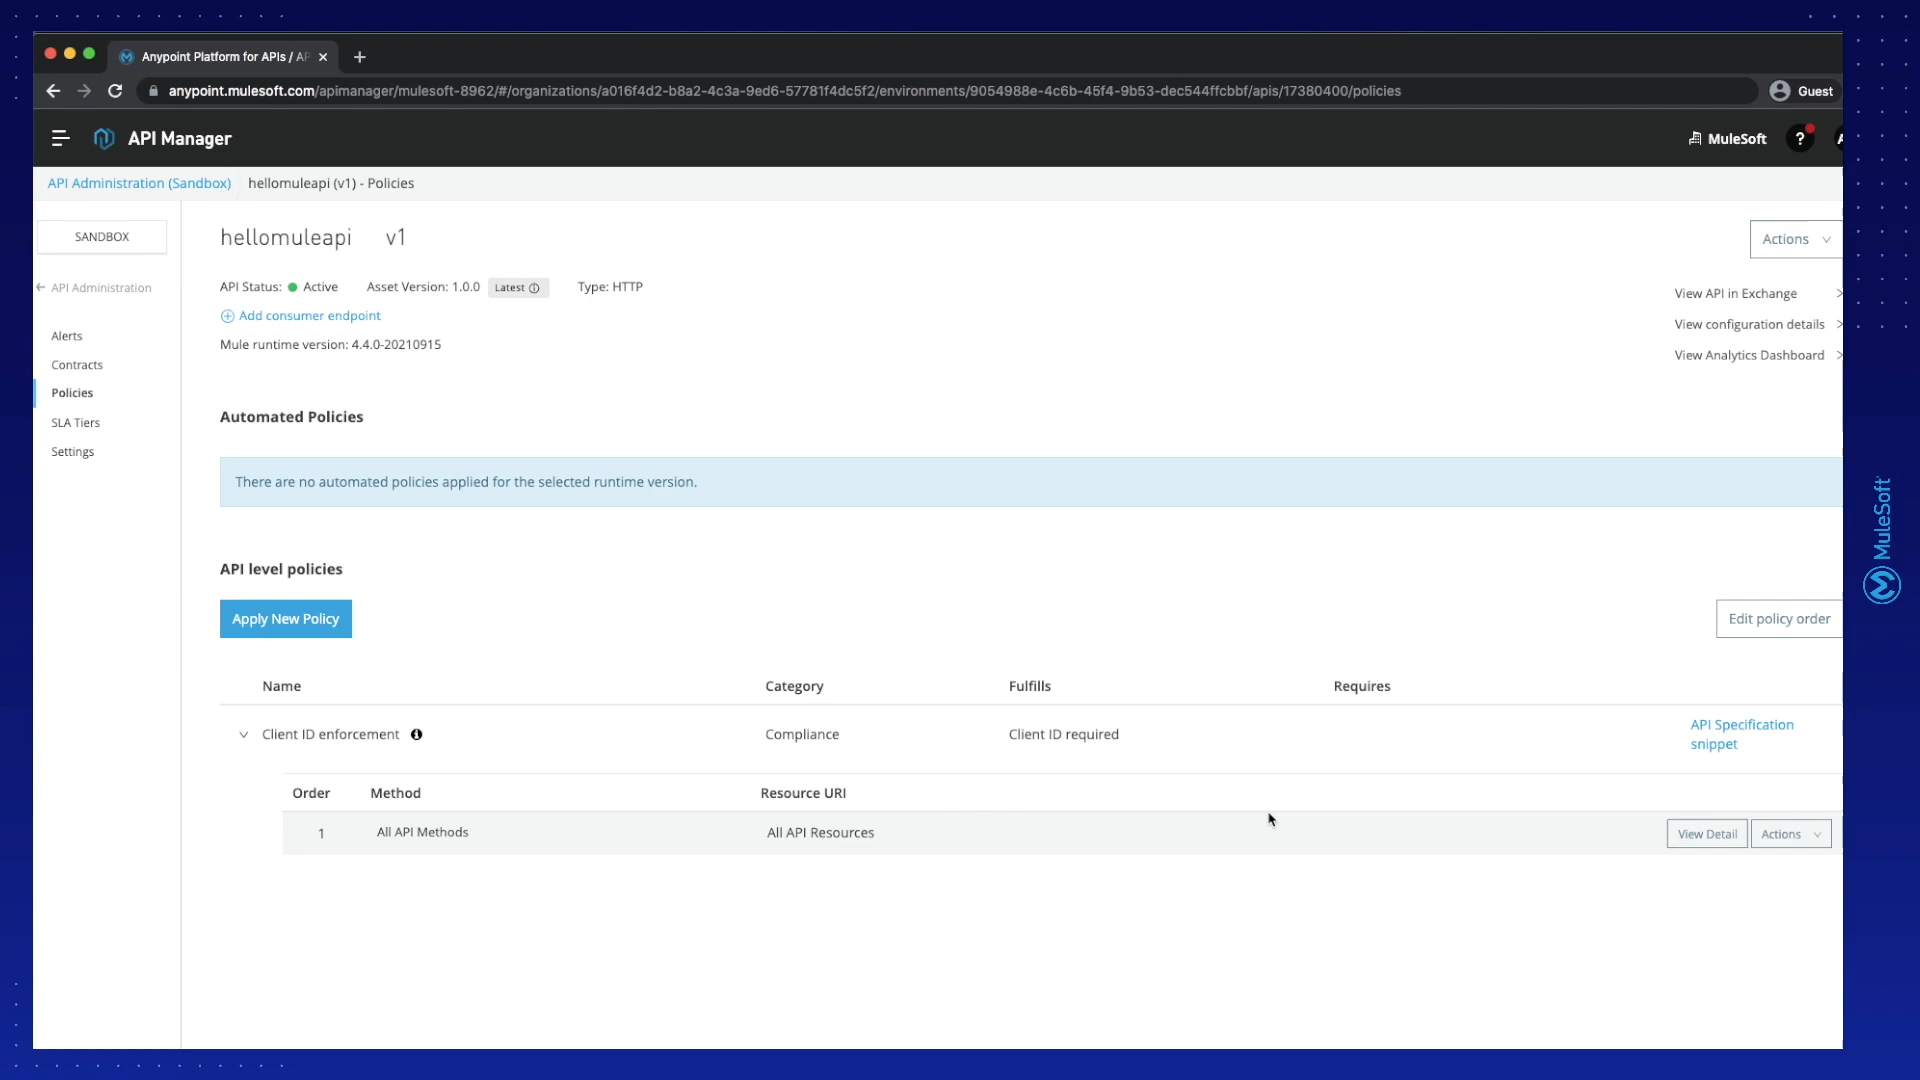 Anypoint Platform for APIs / AP
anypoint.mulesoft.com/apimanager/mulesoft-8962/#/organizations/a016f4d2-b8a2-4c3a-9ed6-57781f4dc5f2/environments/9054988e-4c6b-45f4-9b53-dec544ffcbbf/apis/17380400/policies
Guest
API Manager
MuleSoft
?
A
API Administration (Sandbox)
hellomuleapi (v1) - Policies
SANDBOX
API Administration
Alerts
Contracts
Policies
SLA Tiers
Settings
hellomuleapi v1
Actions
API Status: Active Asset Version: 1.0.0 Latest Type: HTTP
Add consumer endpoint
Mule runtime version: 4.4.0-20210915
View API in Exchange
View configuration details
View Analytics Dashboard
Automated Policies
There are no automated policies applied for the selected runtime version.
API level policies
Apply New Policy
Edit policy order
Name Category Fulfills Requires
Client ID enforcement Compliance Client ID required
API Specification
snippet
Order Method Resource URI
1 All API Methods All API Resources View Detail Actions
MuleSoft